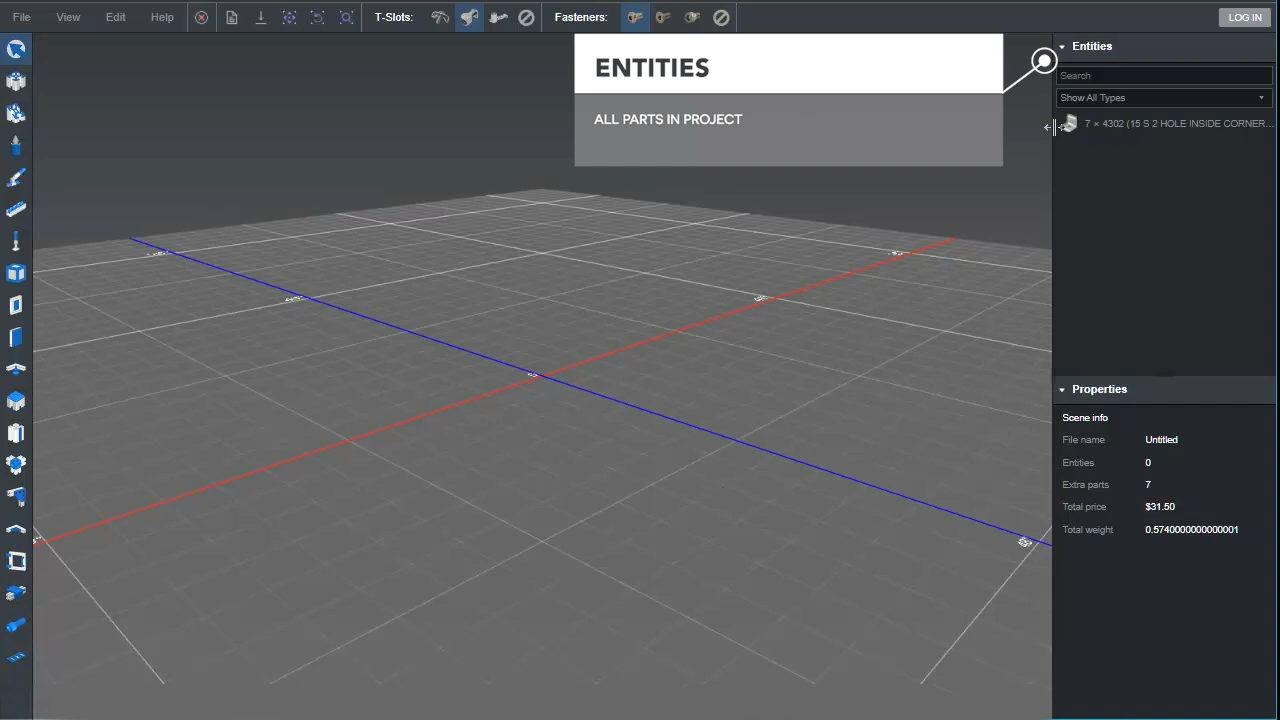 File View Edit Help T-Slots: Fasteners: LOG IN
ENTITIES
ALL PARTS IN PROJECT
Entities
Search
Show All Types
7 × 4302 (15 S 2 HOLE INSIDE CORNER...
Properties
Scene info
File name Untitled
Entities 0
Extra parts 7
Total price $31.50
Total weight 0.5740000000000001